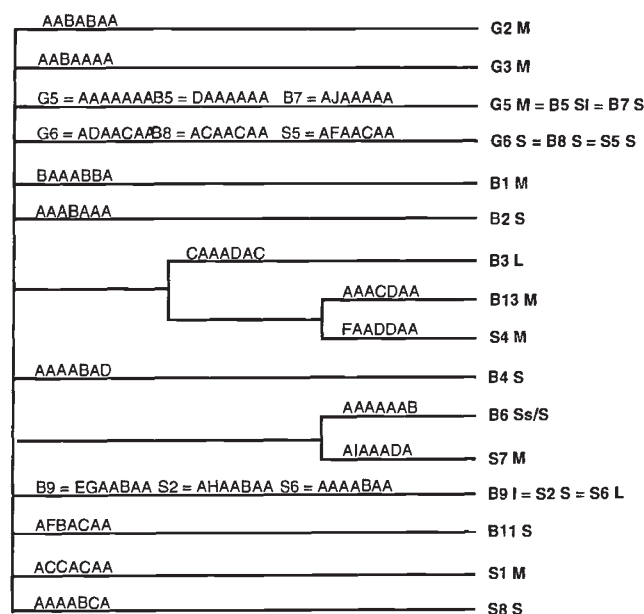 AABABAA G2 M
AABAAAA G3 M
G5 = AAAAAAAB5 = DAAAAAA B7 = AJAAAAA G5 M = B5 Sl = B7 S
G6 = ADAACAAB8 = ACAACAA S5 = AFAACAA G6 S = B8 S = S5 S
BAAABBA B1 M
AAABAAA B2 S
CAAADAC B3 L
AAACDAA B13 M
FAADDAA S4 M
AAAABAD B4 S
AAAAAAB B6 Ss/S
AIAAADA S7 M
B9 = EGAABAA S2 = AHAABAA S6 = AAAABAA B9 I = S2 S = S6 L
AFBACAA B11 S
ACCACAA S1 M
AAAABCA S8 S